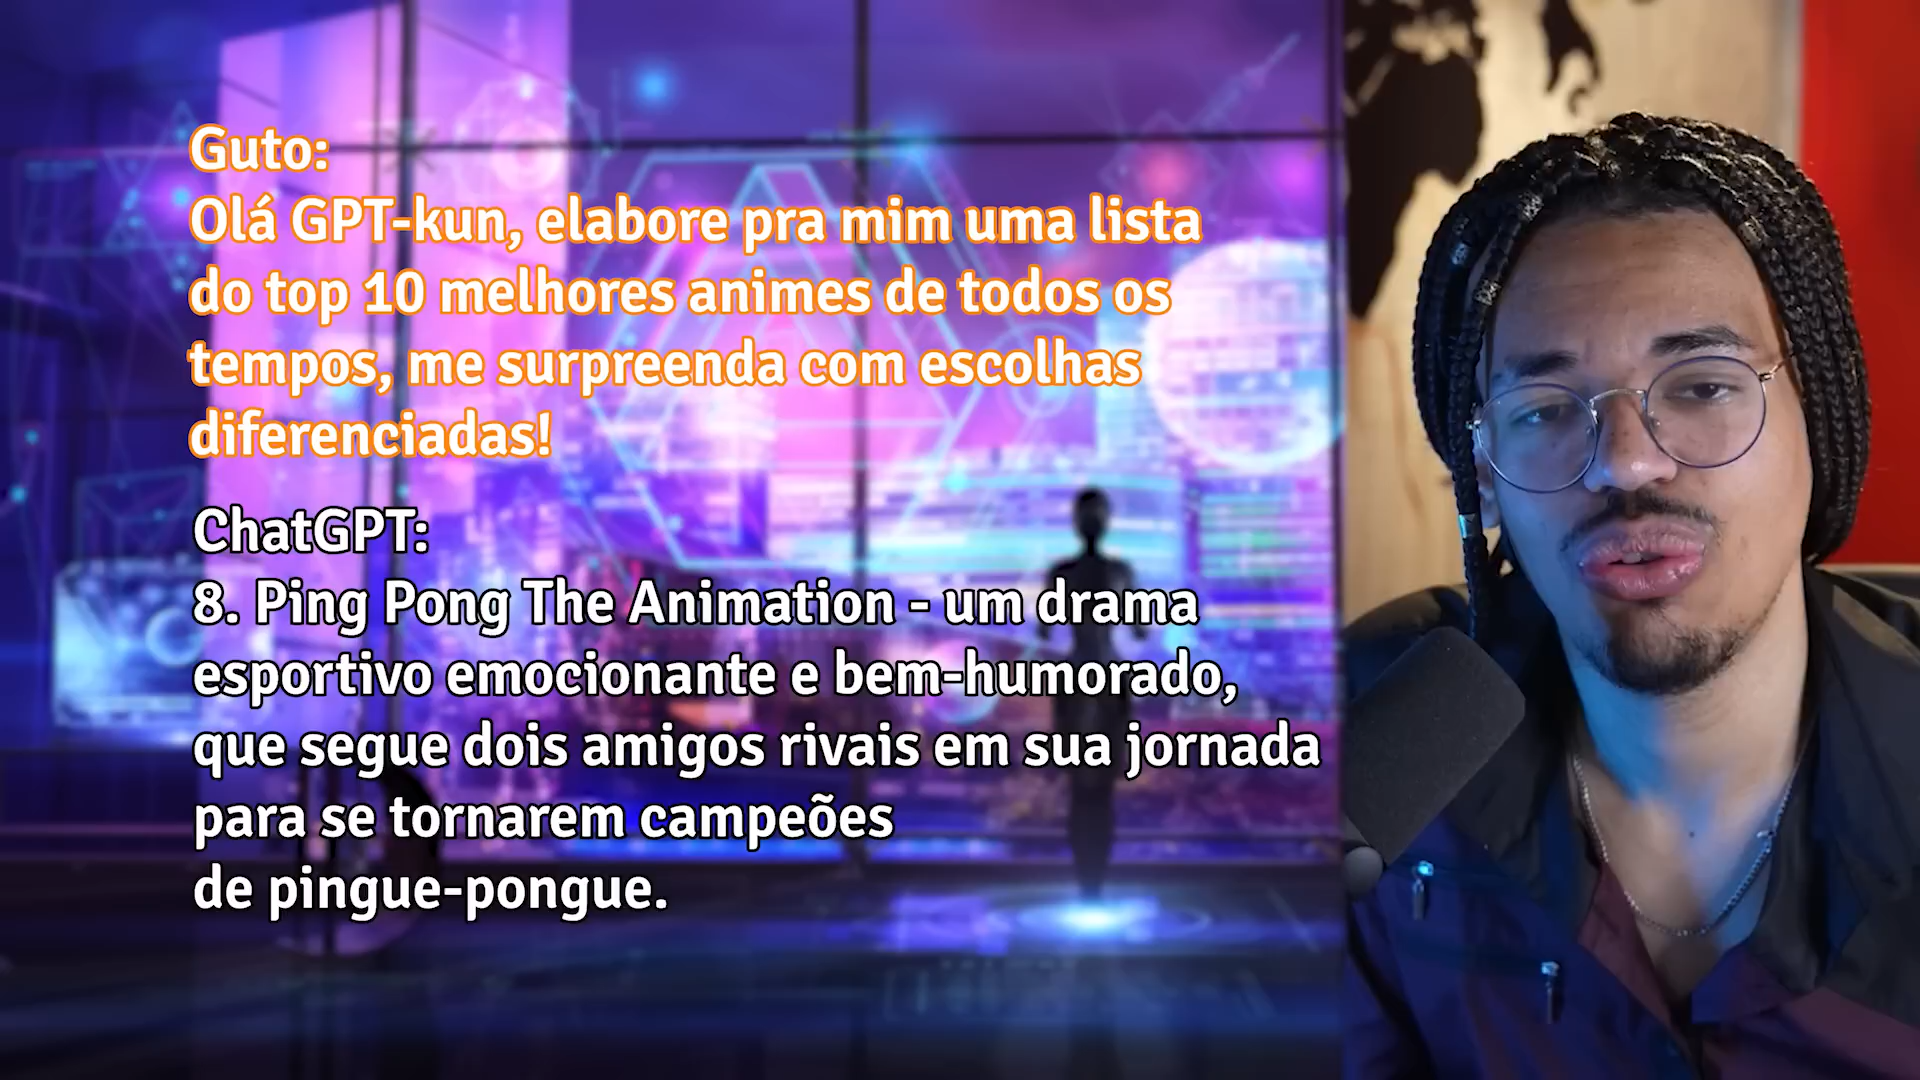 Guto:
Olá GPT-kun, elabore pra mim uma lista
do top 10 melhores animes de todos os
tempos, me surpreenda com escolhas
diferenciadas!
ChatGPT:
8. Ping Pong The Animation - um drama
esportivo emocionante e bem-humorado,
que segue dois amigos rivais em sua jornada
para se tornarem campeões
de pingue-pongue.